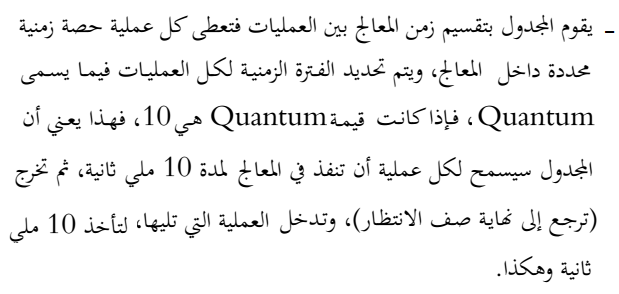 - يقوم المجدول بتقسيم زمن المعالج بين العمليات فتعطى كل عملية حصة زمنية
محددة داخل المعالج، ويتم تحديد الفترة الزمنية لكل العمليات فيما يسمى
Quantum، فإذا كانت قيمة Quantum هي 10، فهذا يعني أن
المجدول سيسمح لكل عملية أن تنفذ في المعالج لمدة 10 ملي ثانية، ثم تخرج
(ترجع إلى نهاية صف الانتظار)، وتدخل العملية التي تليها، لتأخذ 10 ملي
ثانية وهكذا.